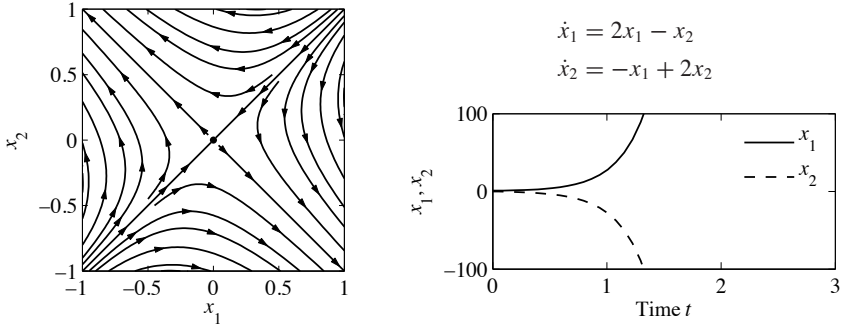 1
0.5
0
−0.5
−1
x2
−1 −0.5 0 0.5 1
x1
ẋ1 = 2x1 − x2
ẋ2 = −x1 + 2x2
100
0
−100
x1, x2
x1
x2
0 1 2 3
Time t